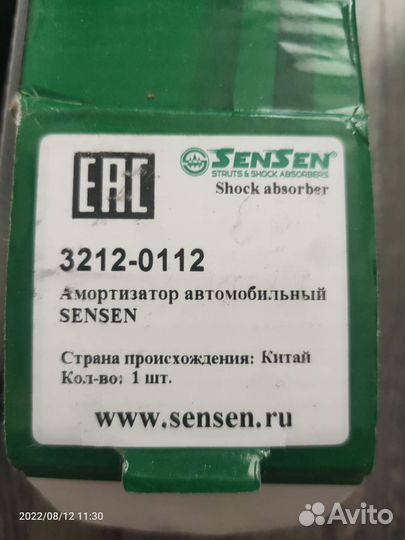 EAC
SENSEN®
STRUTS & SHOCK ABSORBERS
Shock absorber
3212-0112
Амортизатор автомобильный
SENSEN
Страна происхождения: Китай
Кол-во: 1 шт.
www.sensen.ru
2022/08/12 11:30
Avito